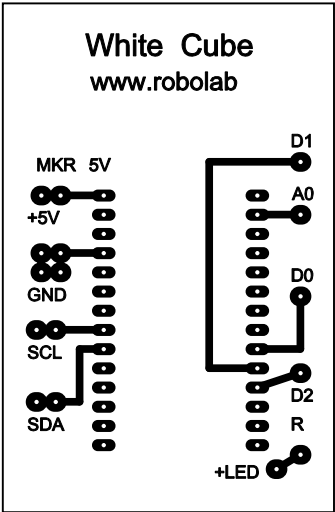 White Cube
www.robolab
D1
MKR 5V
A0
+5V
D0
GND
SCL
D2
SDA
R
+LED